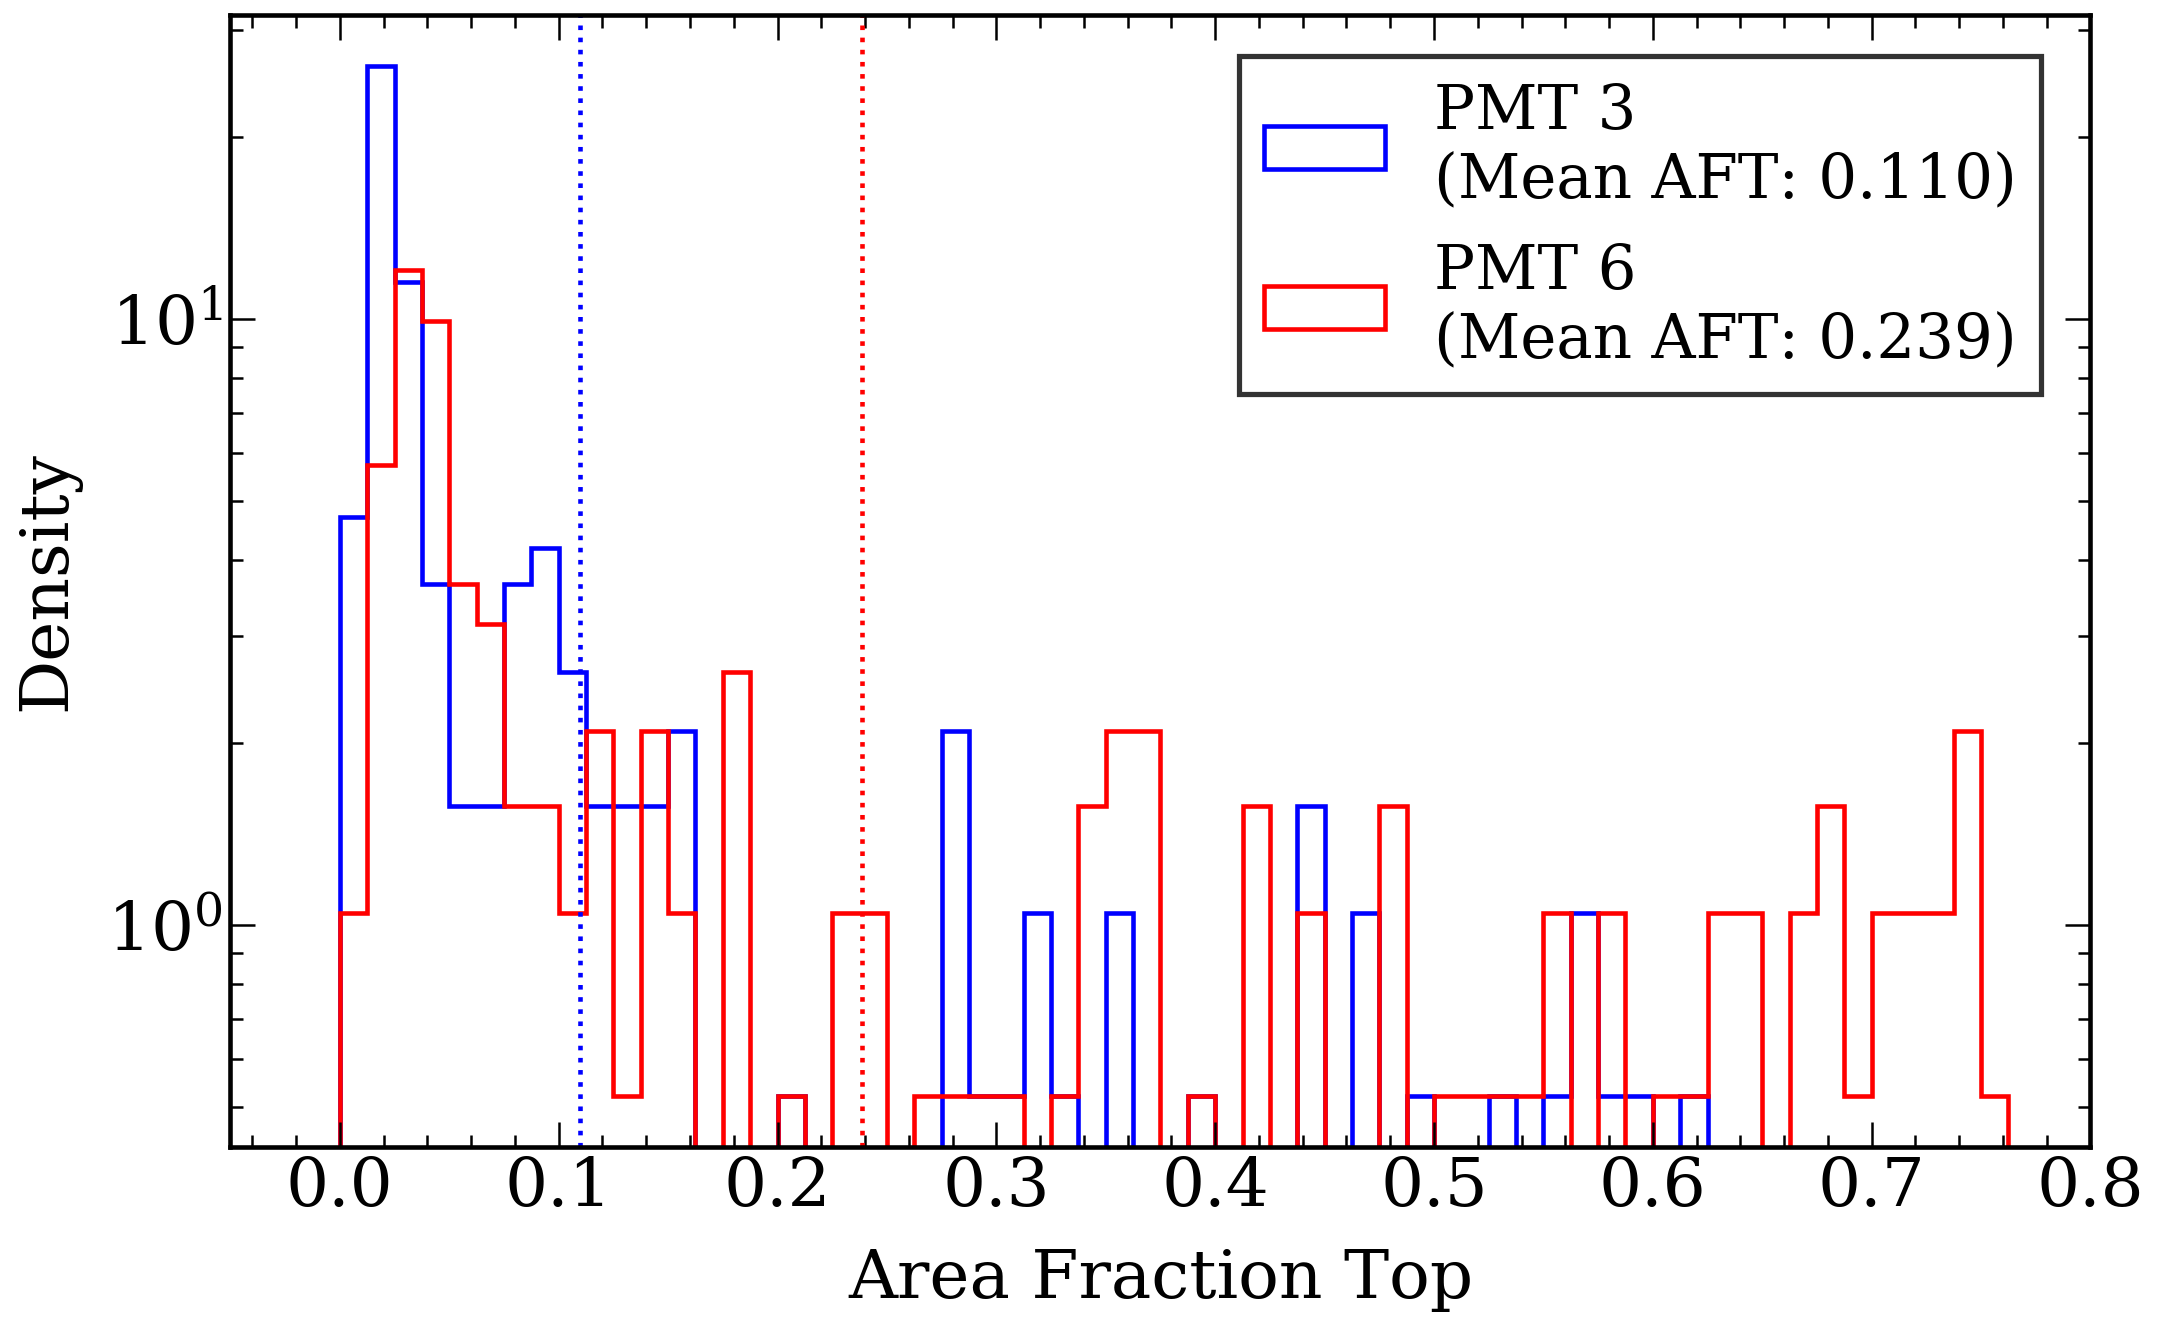 PMT 3
(Mean AFT: 0.110)
PMT 6
(Mean AFT: 0.239)
10¹
10⁰
Density
0.0 0.1 0.2 0.3 0.4 0.5 0.6 0.7 0.8
Area Fraction Top